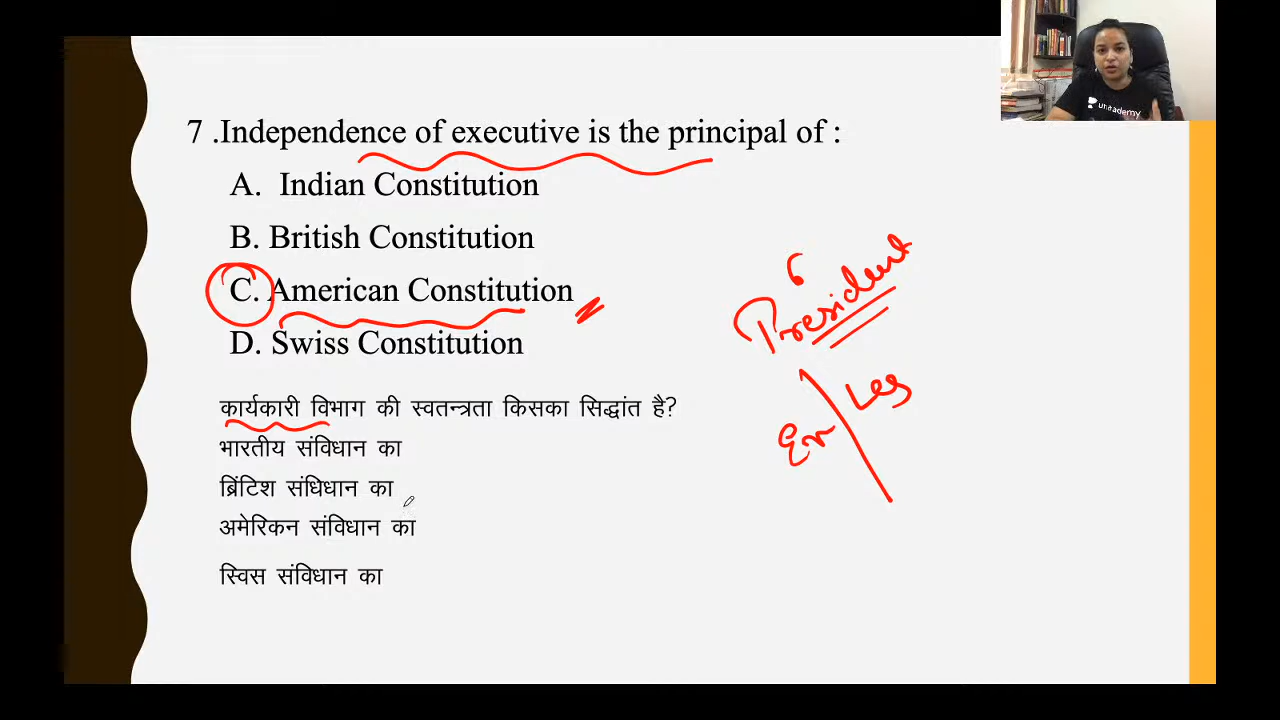 7 .Independence of executive is the principal of :
A. Indian Constitution
B. British Constitution
C. American Constitution
D. Swiss Constitution
कार्यकारी विभाग की स्वतन्त्रता किसका सिद्धांत है?
भारतीय संविधान का
ब्रिंटिश संधिधान का
अमेरिकन संविधान का
स्विस संविधान का
President
Leg
unacademy